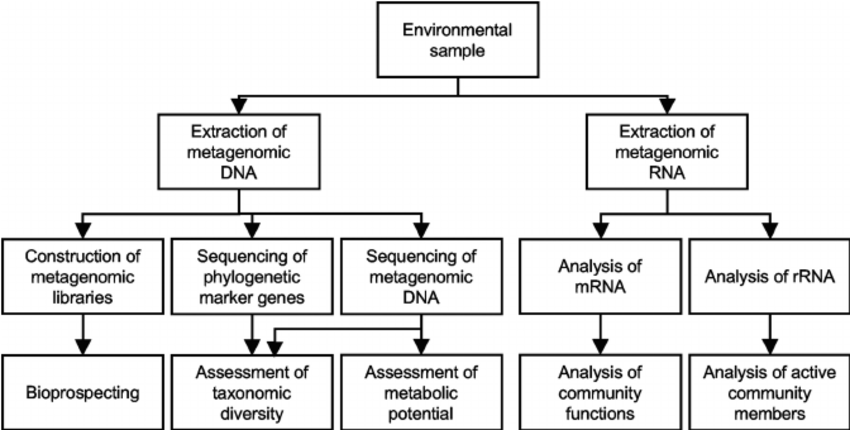 Environmental
sample
Extraction of
metagenomic
DNA
Extraction of
metagenomic
RNA
Construction of
metagenomic
libraries
Sequencing of
phylogenetic
marker genes
Sequencing of
metagenomic
DNA
Analysis of
mRNA
Analysis of rRNA
Bioprospecting
Assessment of
taxonomic
diversity
Assessment of
metabolic
potential
Analysis of
community
functions
Analysis of active
community
members